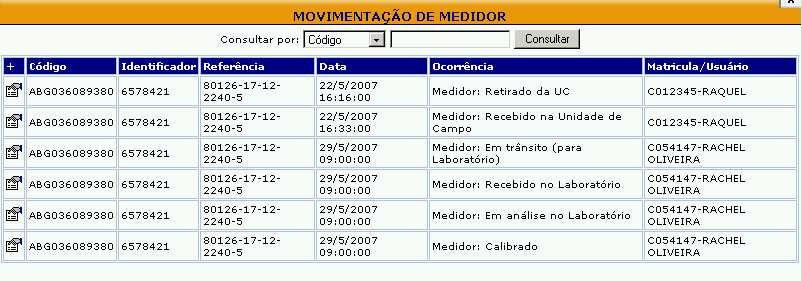 x
MOVIMENTAÇÃO DE MEDIDOR
Consultar por: Código Consultar
+ Código Identificador Referência Data Ocorrência Matricula/Usuário
ABG036089380 6578421 80126-17-12-2240-5 22/5/2007 16:16:00 Medidor: Retirado da UC C012345-RAQUEL
ABG036089380 6578421 80126-17-12-2240-5 22/5/2007 16:33:00 Medidor: Recebido na Unidade de Campo C012345-RAQUEL
ABG036089380 6578421 80126-17-12-2240-5 29/5/2007 09:00:00 Medidor: Em trânsito (para Laboratório) C054147-RACHEL OLIVEIRA
ABG036089380 6578421 80126-17-12-2240-5 29/5/2007 09:00:00 Medidor: Recebido no Laboratório C054147-RACHEL OLIVEIRA
ABG036089380 6578421 80126-17-12-2240-5 29/5/2007 09:00:00 Medidor: Em análise no Laboratório C054147-RACHEL OLIVEIRA
ABG036089380 6578421 80126-17-12-2240-5 29/5/2007 09:00:00 Medidor: Calibrado C054147-RACHEL OLIVEIRA